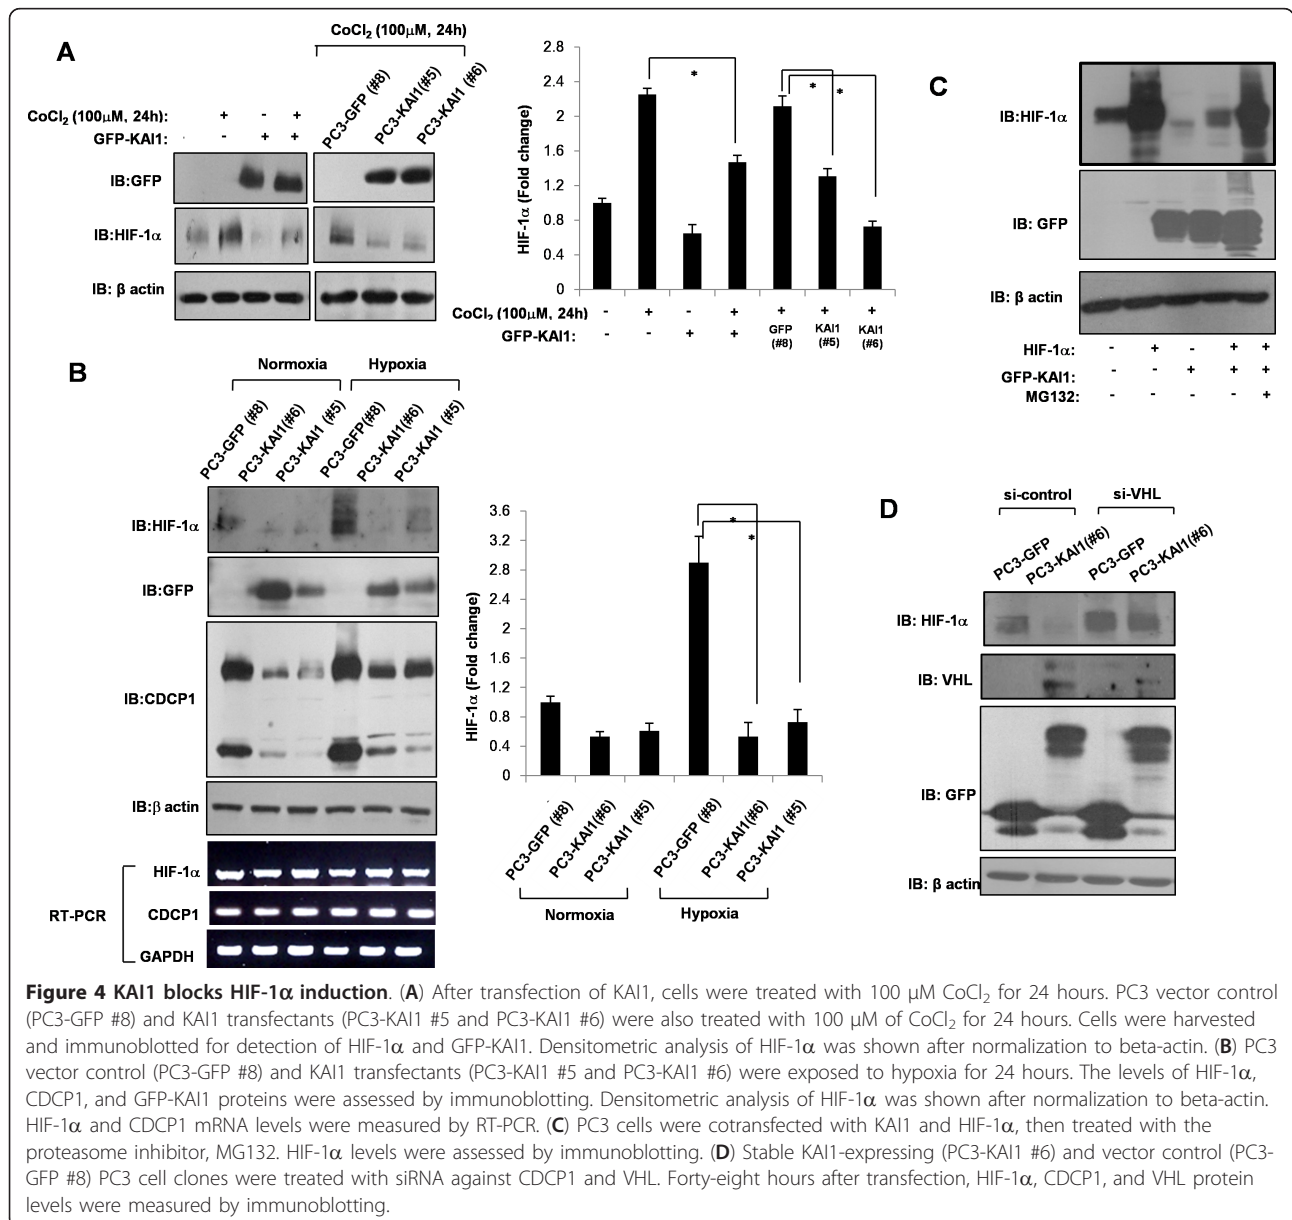 A
CoCl2 (100μM, 24h)
PC3-GFP (#8)
PC3-KAI1(#5)
PC3-KAI1 (#6)
CoCl2 (100μM, 24h): + - +
GFP-KAI1: - + +
IB:GFP
IB:HIF-1α
IB: β actin
HIF-1α (Fold change)
2.8
2.4
2
1.6
1.2
0.8
0.4
0
*
* *
CoCl2 (100μM, 24h) - + - + + + +
GFP-KAI1: - - + + GFP (#8) KAI1 (#5) KAI1 (#6)
C
IB:HIF-1α
IB: GFP
IB: β actin
HIF-1α: - + - + +
GFP-KAI1: - - + + +
MG132: - - - - +
B
Normoxia Hypoxia
PC3-GFP (#8)
PC3-KAI1(#6)
PC3-KAI1 (#5)
PC3-GFP(#8)
PC3-KAI1(#6)
PC3-KAI1 (#5)
IB:HIF-1α
IB:GFP
IB:CDCP1
IB:β actin
RT-PCR
HIF-1α
CDCP1
GAPDH
HIF-1α (Fold change)
3.6
3.2
2.8
2.4
2
1.6
1.2
0.8
0.4
0
*
*
PC3-GFP (#8)
PC3-KAI1(#6)
PC3-KAI1 (#5)
PC3-GFP (#8)
PC3-KAI1(#6)
PC3-KAI1 (#5)
Normoxia Hypoxia
D
si-control si-VHL
PC3-GFP
PC3-KAI1(#6)
PC3-GFP
PC3-KAI1(#6)
IB: HIF-1α
IB: VHL
IB: GFP
IB: β actin
Figure 4 KAI1 blocks HIF-1α induction. (A) After transfection of KAI1, cells were treated with 100 μM CoCl2 for 24 hours. PC3 vector control
(PC3-GFP #8) and KAI1 transfectants (PC3-KAI1 #5 and PC3-KAI1 #6) were also treated with 100 μM of CoCl2 for 24 hours. Cells were harvested
and immunoblotted for detection of HIF-1α and GFP-KAI1. Densitometric analysis of HIF-1α was shown after normalization to beta-actin. (B) PC3
vector control (PC3-GFP #8) and KAI1 transfectants (PC3-KAI1 #5 and PC3-KAI1 #6) were exposed to hypoxia for 24 hours. The levels of HIF-1α,
CDCP1, and GFP-KAI1 proteins were assessed by immunoblotting. Densitometric analysis of HIF-1α was shown after normalization to beta-actin.
HIF-1α and CDCP1 mRNA levels were measured by RT-PCR. (C) PC3 cells were cotransfected with KAI1 and HIF-1α, then treated with the
proteasome inhibitor, MG132. HIF-1α levels were assessed by immunoblotting. (D) Stable KAI1-expressing (PC3-KAI1 #6) and vector control (PC3-
GFP #8) PC3 cell clones were treated with siRNA against CDCP1 and VHL. Forty-eight hours after transfection, HIF-1α, CDCP1, and VHL protein
levels were measured by immunoblotting.